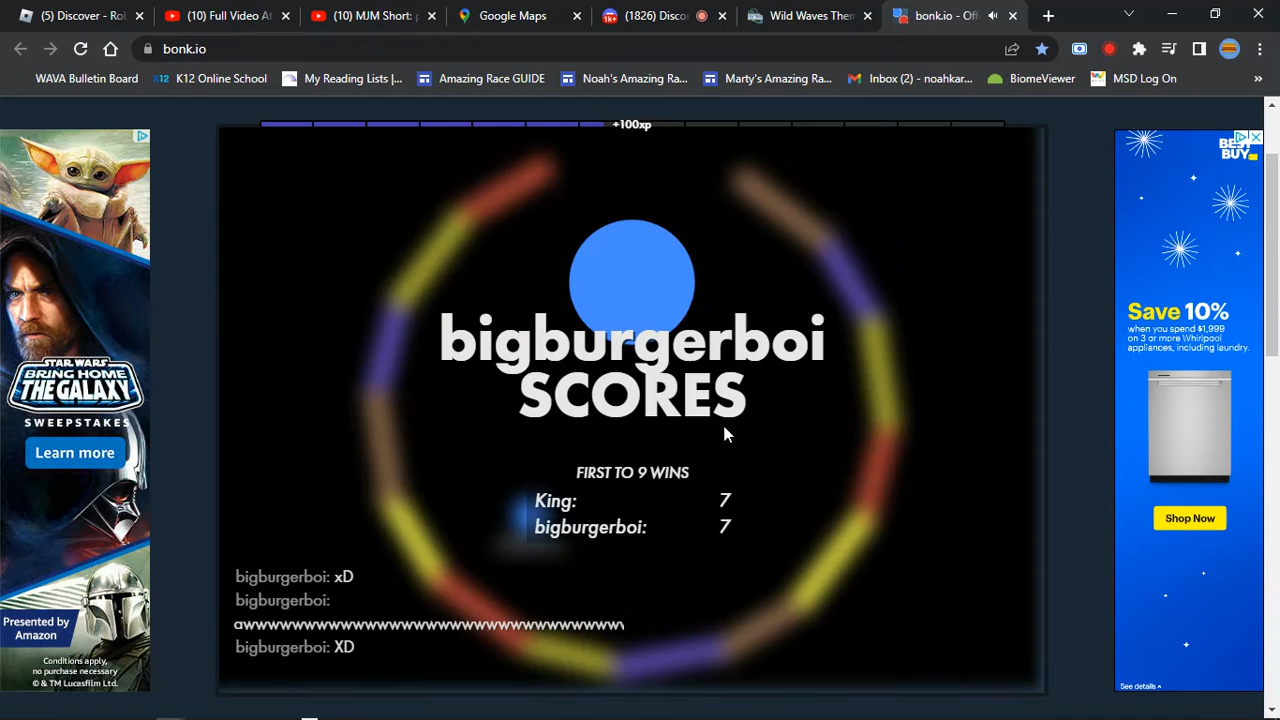 (5) Discover - Ro
(10) Full Video A
(10) MJM Short:
Google Maps
(1826) Disco
Wild Waves Ther
bonk.io - Offi
bonk.io
WAVA Bulletin Board
K12 Online School
My Reading Lists |...
Amazing Race GUIDE
Noah's Amazing Ra...
Marty's Amazing Ra...
Inbox (2) - noahkar...
BiomeViewer
MSD Log On
»
+100xp
bigburgerboi
SCORES
FIRST TO 9 WINS
King: 7
bigburgerboi: 7
bigburgerboi: xD
bigburgerboi:
bigburgerboi: XD
STAR WARS
BRING HOME
THE GALAXY
SWEEPSTAKES
Learn more
Presented by
Amazon
Conditions apply,
no purchase necessary
© & TM Lucasfilm Ltd.
BEST
BUY
Save 10%
when you spend $1,999
on 3 or more Whirlpool
appliances, including laundry.
Shop Now
See details